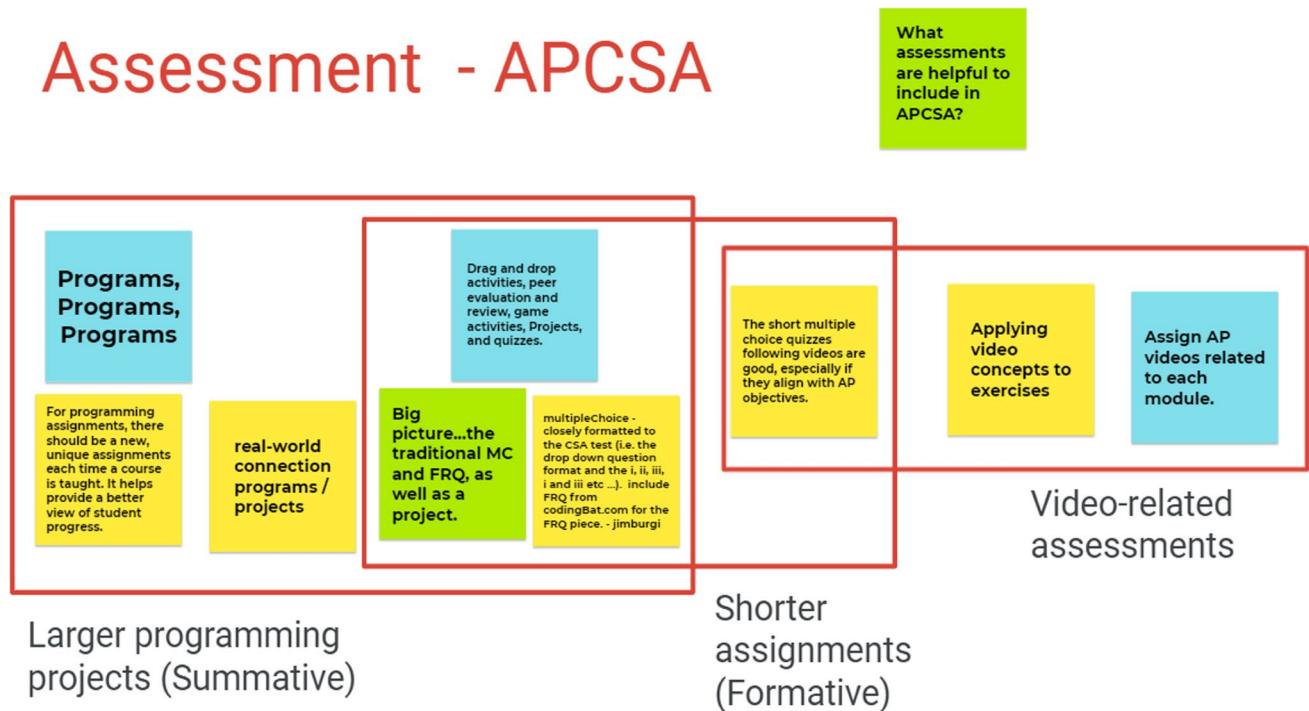 Assessment - APCSA
What
assessments
are helpful to
include in
APCSA?
Programs,
Programs,
Programs
Drag and drop
activities, peer
evaluation and
review, game
activities, Projects,
and quizzes.
The short multiple
choice quizzes
following videos are
good, especially if
they align with AP
objectives.
Applying
video
concepts to
exercises
Assign AP
videos related
to each
module.
For programming
assignments, there
should be a new,
unique assignments
each time a course
is taught. It helps
provide a better
view of student
progress.
real-world
connection
programs /
projects
Big
picture...the
traditional MC
and FRQ, as
well as a
project.
multipleChoice -
closely formatted to
the CSA test (i.e. the
drop down question
format and the i, ii, iii,
i and iii etc ...). include
FRQ from
codingBat.com for the
FRQ piece. - jimburgi
Video-related
assessments
Larger programming
projects (Summative)
Shorter
assignments
(Formative)